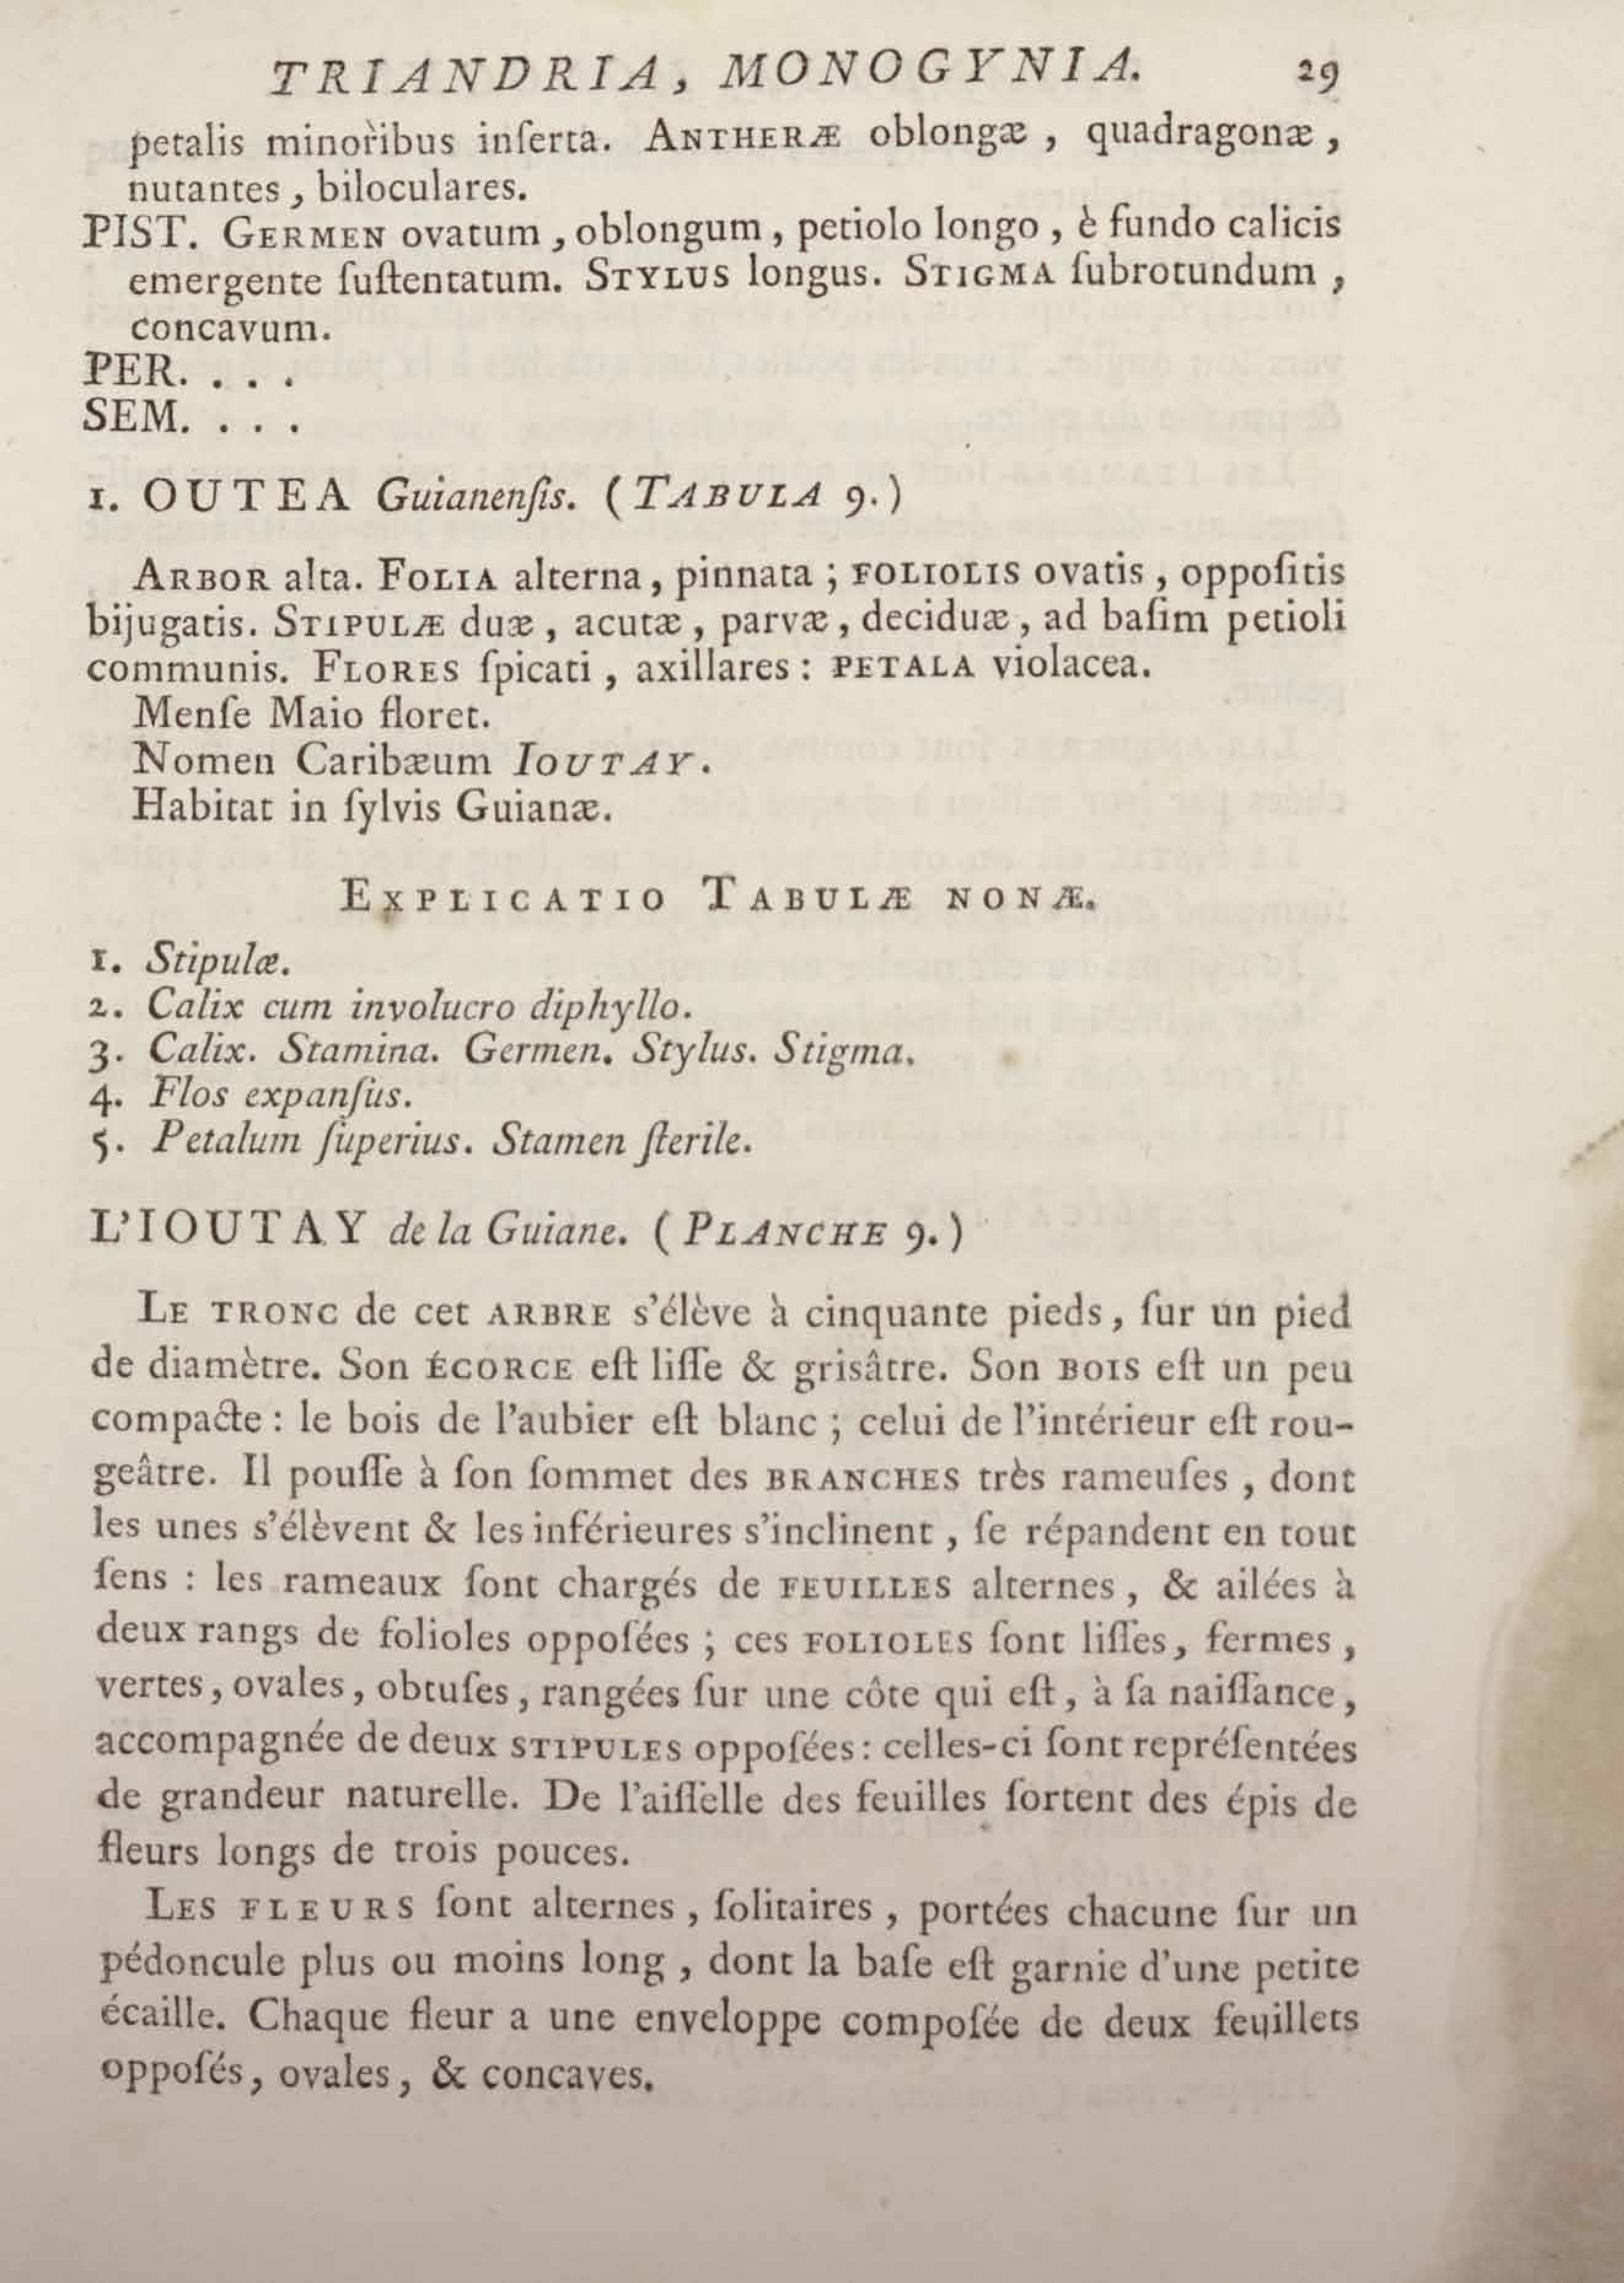 TRIANDRIA, MONOGYNIA. 29
petalis minoribus inſerta. ANTHERÆ oblongæ, quadragonæ,
nutantes, biloculares.
PIST. GERMEN ovatum, oblongum, petiolo longo, è fundo calicis
emergente ſuſtentatum. STYLUS longus. STIGMA ſubrotundum,
concavum.
PER. . . .
SEM. . . .
1. OUTEA Guianenſis. (TABULA 9.)
ARBOR alta. FOLIA alterna, pinnata; FOLIOLIS ovatis, oppoſitis
bijugatis. STIPULÆ duæ, acutæ, parvæ, deciduæ, ad baſim petioli
communis. FLORES ſpicati, axillares: PETALA violacea.
Menſe Maio floret.
Nomen Caribæum IOUTAY.
Habitat in ſylvis Guianæ.
EXPLICATIO TABULÆ NONÆ.
1. Stipulæ.
2. Calix cum involucro diphyllo.
3. Calix. Stamina. Germen. Stylus. Stigma.
4. Flos expanſus.
5. Petalum ſuperius. Stamen ſterile.
L'IOUTAY de la Guiane. (PLANCHE 9.)
LE TRONC de cet ARBRE s'élève à cinquante pieds, ſur un pied
de diamètre. Son ÉCORCE eſt liſſe & grisâtre. Son BOIS eſt un peu
compacte: le bois de l'aubier eſt blanc; celui de l'intérieur eſt rou-
geâtre. Il pouſſe à ſon ſommet des BRANCHES très rameuſes, dont
les unes s'élèvent & les inférieures s'inclinent, ſe répandent en tout
ſens: les rameaux ſont chargés de FEUILLES alternes, & ailées à
deux rangs de folioles oppoſées; ces FOLIOLES ſont liſſes, fermes,
vertes, ovales, obtuſes, rangées ſur une côte qui eſt, à ſa naiſſance,
accompagnée de deux STIPULES oppoſées: celles-ci ſont repréſentées
de grandeur naturelle. De l'aiſſelle des feuilles ſortent des épis de
fleurs longs de trois pouces.
LES FLEURS ſont alternes, ſolitaires, portées chacune ſur un
pédoncule plus ou moins long, dont la baſe eſt garnie d'une petite
écaille. Chaque fleur a une enveloppe compoſée de deux feuillets
oppoſés, ovales, & concaves.